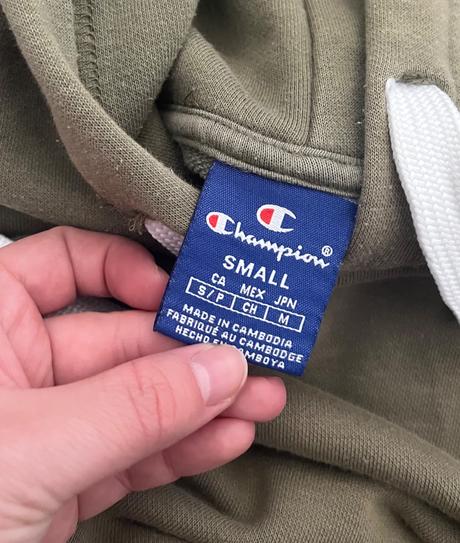 Champion®
SMALL
CA MEX JPN
S/P CH M
MADE IN CAMBODIA
FABRIQUÉ AU CAMBODGE
HECHO EN CAMBOYA